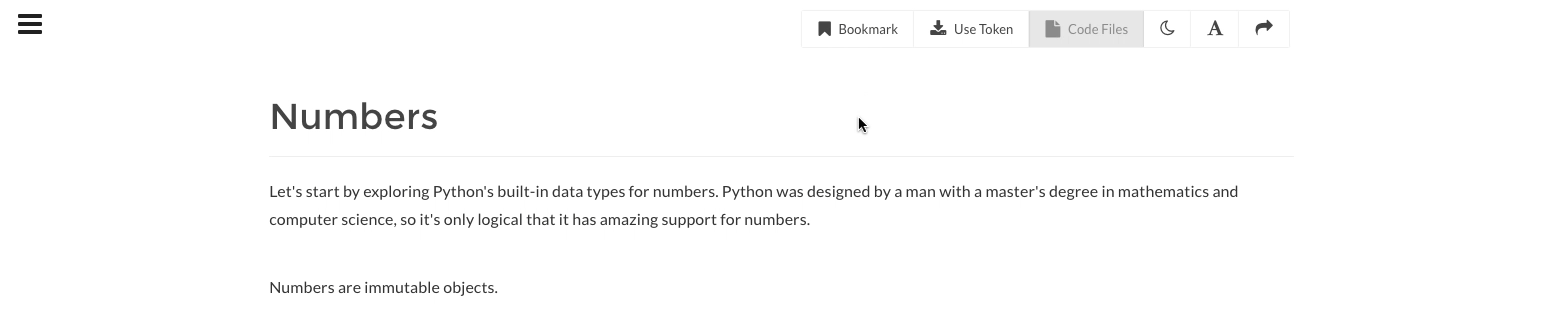 Bookmark Use Token Code Files A
Numbers
Let's start by exploring Python's built-in data types for numbers. Python was designed by a man with a master's degree in mathematics and
computer science, so it's only logical that it has amazing support for numbers.
Numbers are immutable objects.